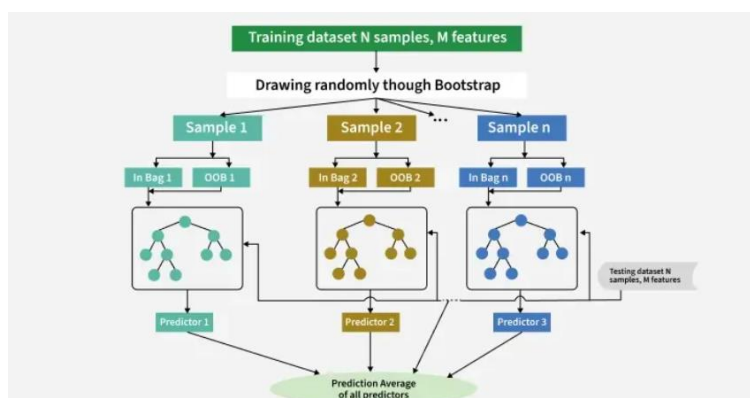 Training dataset N samples, M features
Drawing randomly though Bootstrap
...
Sample 1
Sample 2
Sample n
In Bag 1
OOB 1
In Bag 2
OOB 2
In Bag n
OOB n
Testing dataset N
samples, M features
Predictor 1
Predictor 2
Predictor 3
Prediction Average
of all predictors